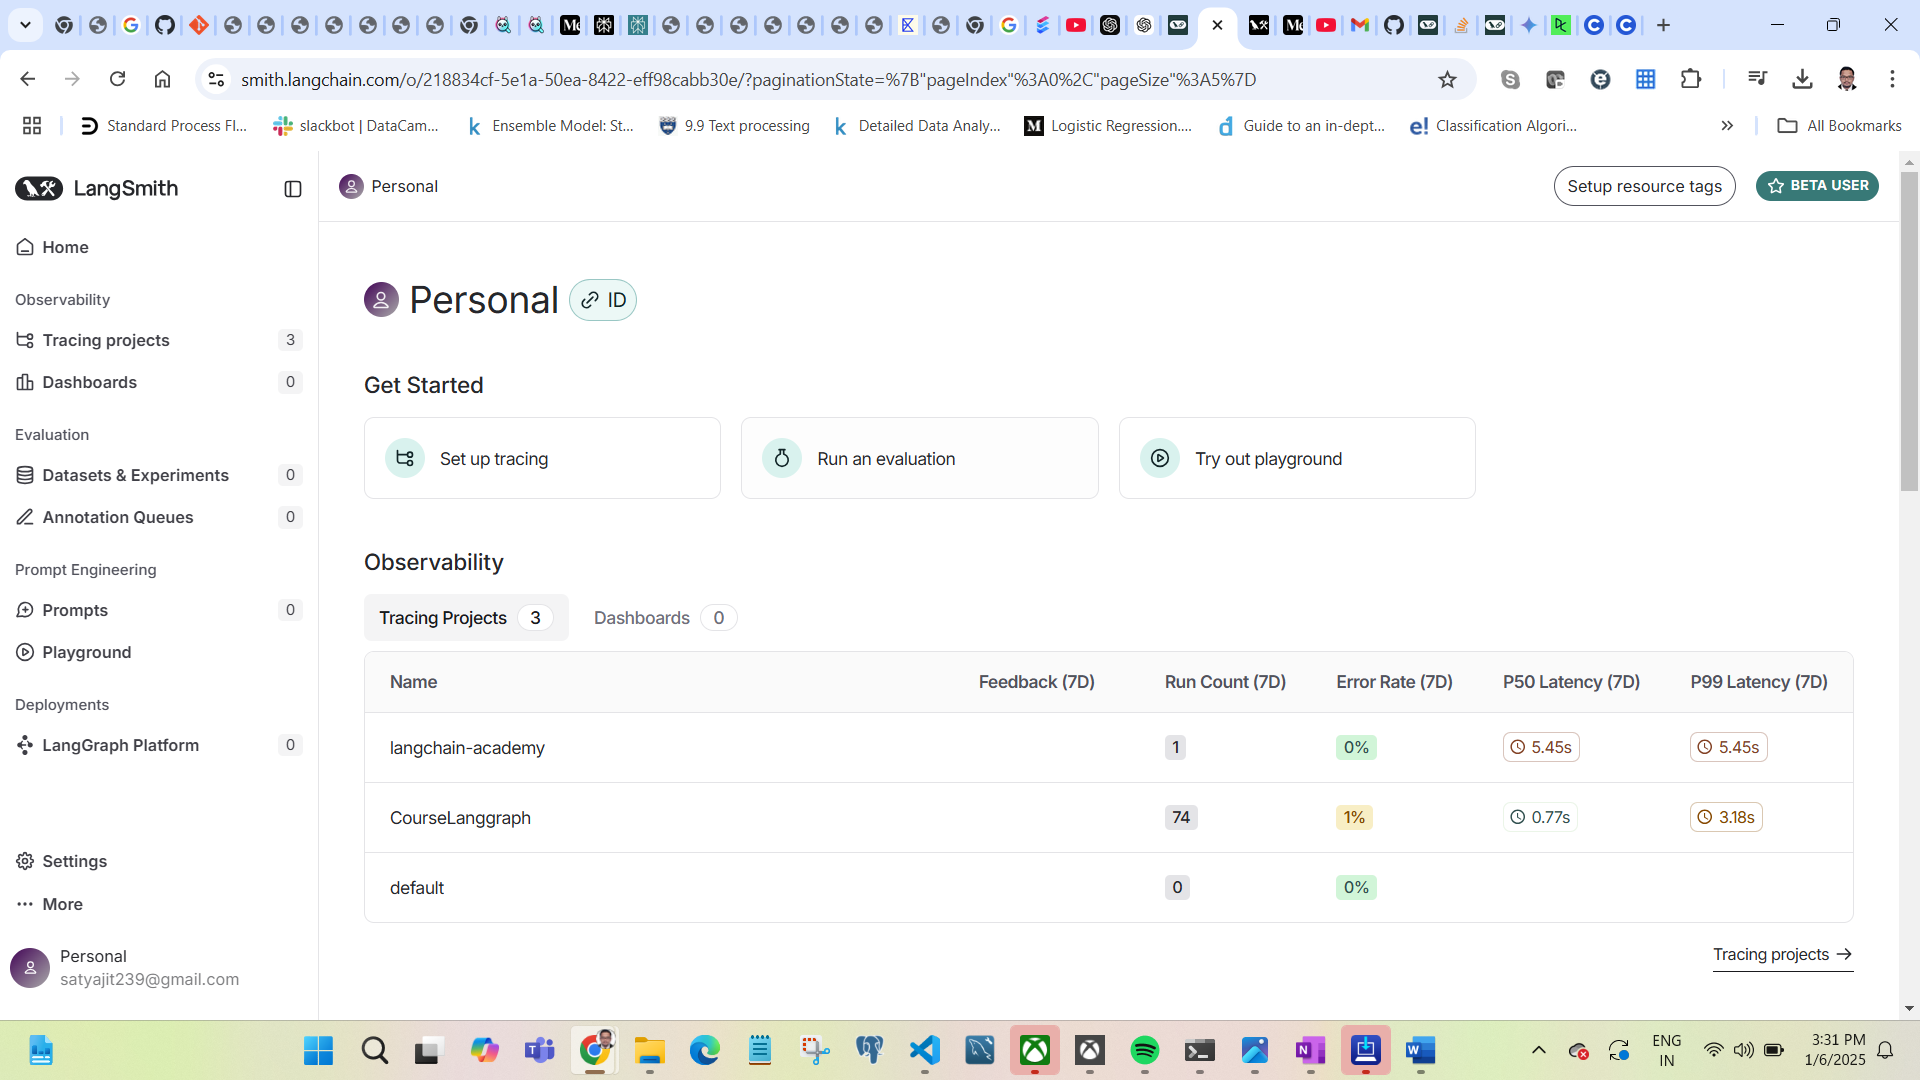 smith.langchain.com/o/218834cf-5e1a-50ea-8422-eff98cabb30e/?paginationState=%7B"pageIndex"%3A0%2C"pageSize"%3A5%7D
Standard Process Fl...
slackbot | DataCam...
Ensemble Model: St...
9.9 Text processing
Detailed Data Analy...
Logistic Regression....
Guide to an in-dept...
Classification Algori...
All Bookmarks
LangSmith
Personal
Setup resource tags
BETA USER
Home
Observability
Tracing projects 3
Dashboards 0
Evaluation
Datasets & Experiments 0
Annotation Queues 0
Prompt Engineering
Prompts 0
Playground
Deployments
LangGraph Platform 0
Settings
More
Personal
satyajit239@gmail.com
Personal ID
Get Started
Set up tracing
Run an evaluation
Try out playground
Observability
Tracing Projects 3 Dashboards 0
Name Feedback (7D) Run Count (7D) Error Rate (7D) P50 Latency (7D) P99 Latency (7D)
langchain-academy 1 0% 5.45s 5.45s
CourseLanggraph 74 1% 0.77s 3.18s
default 0 0%
Tracing projects →
ENG
IN
3:31 PM
1/6/2025